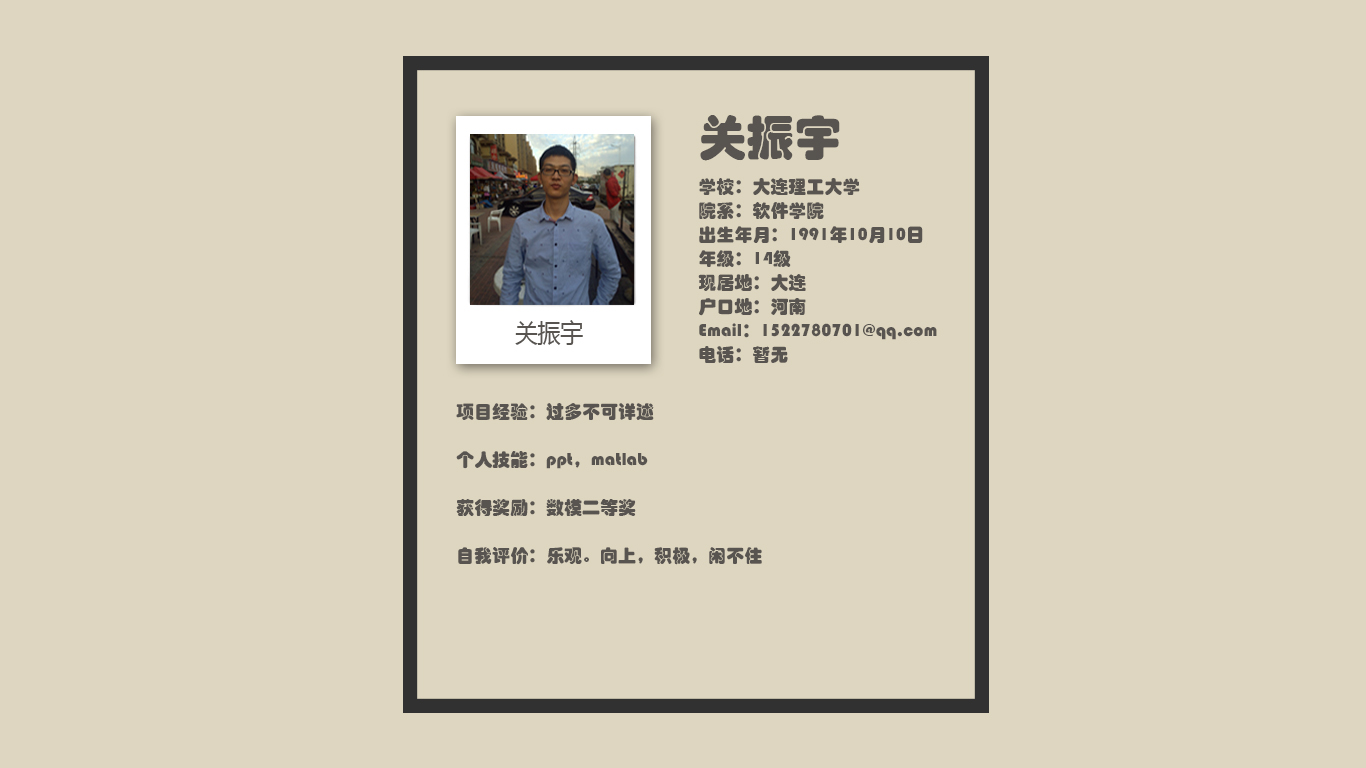 关振宇
学校：大连理工大学
院系：软件学院
出生年月：1991年10月10日
年级：14级
现居地：大连
户口地：河南
Email：1522780701@qq.com
电话：暂无
关振宇
项目经验：过多不可详述
个人技能：ppt，matlab
获得奖励：数模二等奖
自我评价：乐观。向上，积极，闲不住